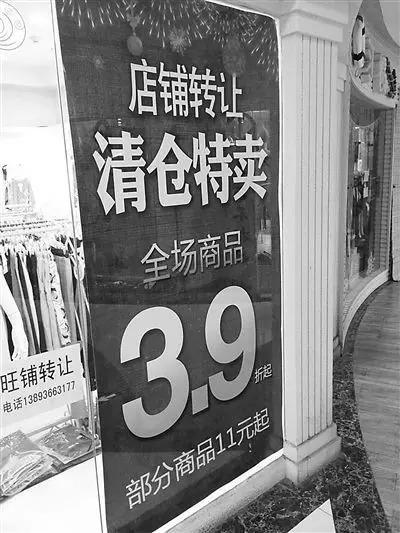 店铺转让
清仓特卖
全场商品
3.9折起
部分商品11元起
旺铺转让
电话13893663177